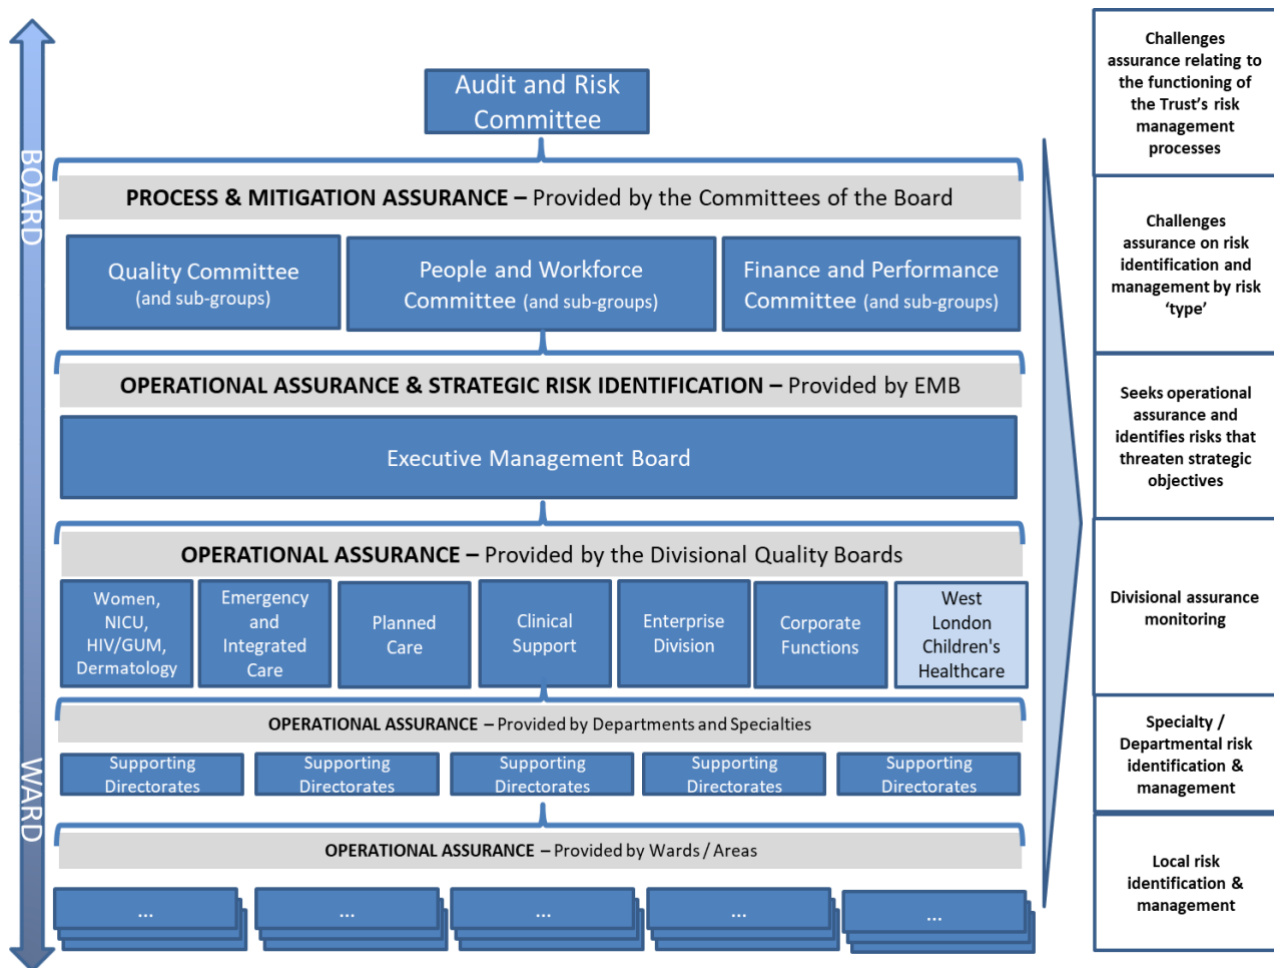 BOARD
WARD
Audit and Risk
Committee
PROCESS & MITIGATION ASSURANCE – Provided by the Committees of the Board
Quality Committee
(and sub-groups)
People and Workforce
Committee (and sub-groups)
Finance and Performance
Committee (and sub-groups)
OPERATIONAL ASSURANCE & STRATEGIC RISK IDENTIFICATION – Provided by EMB
Executive Management Board
OPERATIONAL ASSURANCE – Provided by the Divisional Quality Boards
Women,
NICU,
HIV/GUM,
Dermatology
Emergency
and
Integrated
Care
Planned
Care
Clinical
Support
Enterprise
Division
Corporate
Functions
West
London
Children's
Healthcare
OPERATIONAL ASSURANCE – Provided by Departments and Specialties
Supporting
Directorates
Supporting
Directorates
Supporting
Directorates
Supporting
Directorates
Supporting
Directorates
OPERATIONAL ASSURANCE – Provided by Wards / Areas
...
...
...
...
...
Challenges
assurance relating to
the functioning of
the Trust's risk
management
processes
Challenges
assurance on risk
identification and
management by risk
‘type’
Seeks operational
assurance and
identifies risks that
threaten strategic
objectives
Divisional assurance
monitoring
Specialty /
Departmental risk
identification &
management
Local risk
identification &
management